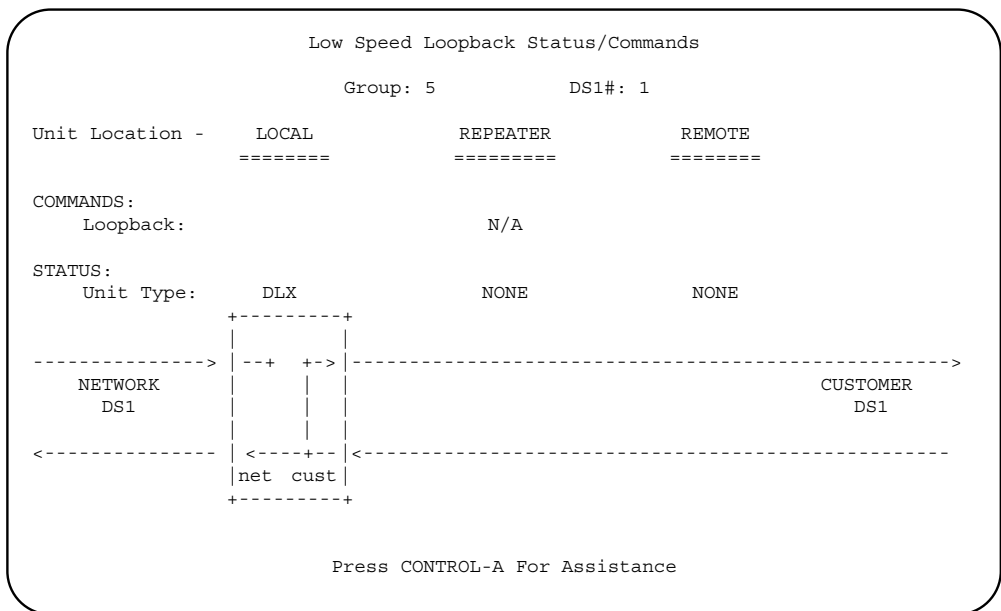 Low Speed Loopback Status/Commands
Group: 5 DS1#: 1
Unit Location - LOCAL REPEATER REMOTE
======== ========= ========
COMMANDS:
Loopback: N/A
STATUS:
Unit Type: DLX NONE NONE
+---------+
| |
---------------> |--+ +->|---------------------------------------------------->
NETWORK | | | CUSTOMER
DS1 | | | DS1
| | |
<--------------- |<----+--|<---------------------------------------------------
|net cust|
+---------+
Press CONTROL-A For Assistance